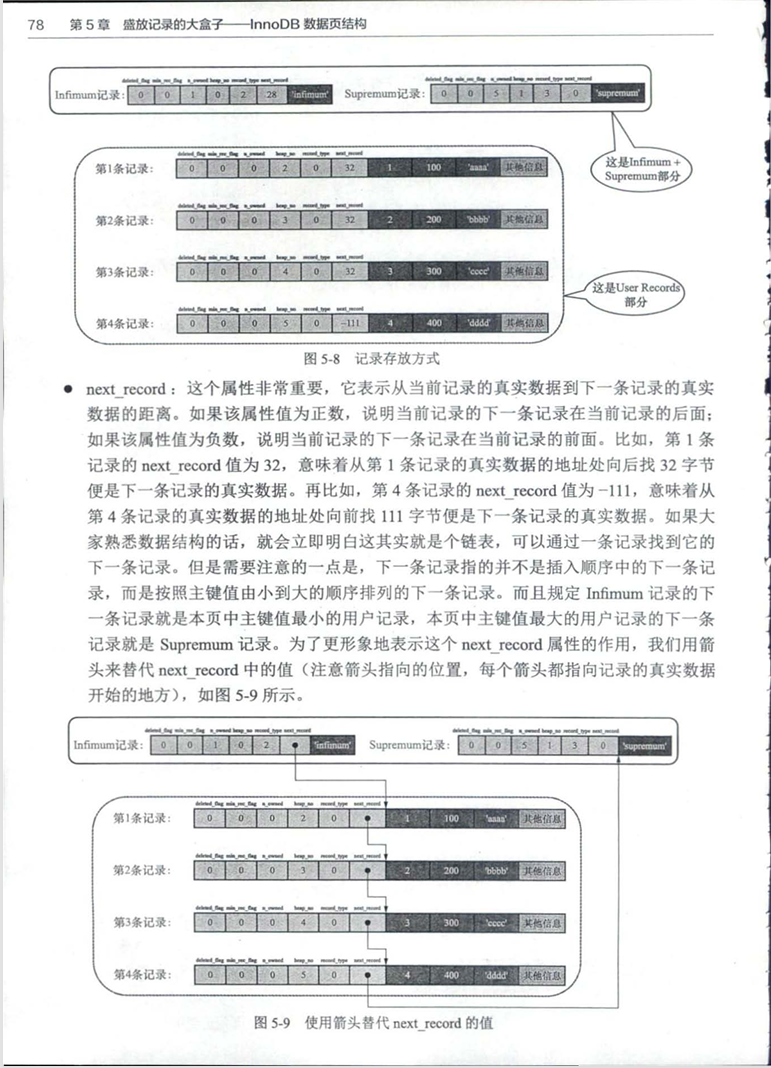 78 第 5 章 盛放记录的大盒子——InnoDB 数据页结构
deleted_flag min_rec_flag n_owned heap_no record_type next_record
deleted_flag min_rec_flag n_owned heap_no record_type next_record
Infimum记录: 0 0 1 0 2 28 'infimum' Supremum记录: 0 0 5 1 3 0 'supremum'
deleted_flag min_rec_flag n_owned heap_no record_type next_record
第1条记录: 0 0 0 2 0 32 1 100 'aaaa' 其他信息
这是Infimum +
Supremum部分
deleted_flag min_rec_flag n_owned heap_no record_type next_record
第2条记录: 0 0 0 3 0 32 2 200 'bbbb' 其他信息
deleted_flag min_rec_flag n_owned heap_no record_type next_record
第3条记录: 0 0 0 4 0 32 3 300 'cccc' 其他信息
这是User Records
部分
deleted_flag min_rec_flag n_owned heap_no record_type next_record
第4条记录: 0 0 0 5 0 -111 4 400 'dddd' 其他信息
图 5-8 记录存放方式
● next_record：这个属性非常重要，它表示从当前记录的真实数据到下一条记录的真实
数据的距离。如果该属性值为正数，说明当前记录的下一条记录在当前记录的后面；
如果该属性值为负数，说明当前记录的下一条记录在当前记录的前面。比如，第 1 条
记录的 next_record 值为 32，意味着从第 1 条记录的真实数据的地址处向后找 32 字节
便是下一条记录的真实数据。再比如，第 4 条记录的 next_record 值为 -111，意味着从
第 4 条记录的真实数据的地址处向前找 111 字节便是下一条记录的真实数据。如果大
家熟悉数据结构的话，就会立即明白这其实就是个链表，可以通过一条记录找到它的
下一条记录。但是需要注意的一点是，下一条记录指的并不是插入顺序中的下一条记
录，而是按照主键值由小到大的顺序排列的下一条记录。而且规定 Infimum 记录的下
一条记录就是本页中主键值最小的用户记录，本页中主键值最大的用户记录的下一条
记录就是 Supremum 记录。为了更形象地表示这个 next_record 属性的作用，我们用箭
头来替代 next_record 中的值（注意箭头指向的位置，每个箭头都指向记录的真实数据
开始的地方），如图 5-9 所示。
deleted_flag min_rec_flag n_owned heap_no record_type next_record
deleted_flag min_rec_flag n_owned heap_no record_type next_record
Infimum记录: 0 0 1 0 2 'infimum' Supremum记录: 0 0 5 1 3 0 'supremum'
deleted_flag min_rec_flag n_owned heap_no record_type next_record
第1条记录: 0 0 0 2 0 1 100 'aaaa' 其他信息
deleted_flag min_rec_flag n_owned heap_no record_type next_record
第2条记录: 0 0 0 3 0 2 200 'bbbb' 其他信息
deleted_flag min_rec_flag n_owned heap_no record_type next_record
第3条记录: 0 0 0 4 0 3 300 'cccc' 其他信息
deleted_flag min_rec_flag n_owned heap_no record_type next_record
第4条记录: 0 0 0 5 0 4 400 'dddd' 其他信息
图 5-9 使用箭头替代 next_record 的值